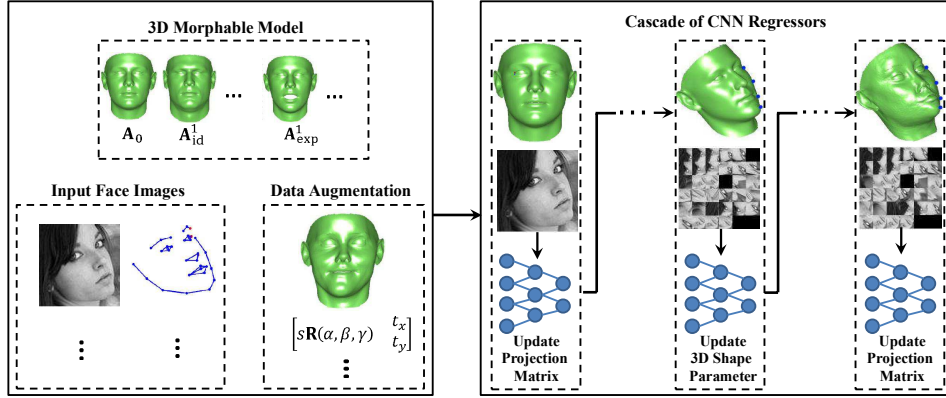 3D Morphable Model
A₀ A¹id ... A¹exp ...
Input Face Images
Data Augmentation
[sR(α, β, γ) tx
ty]
Cascade of CNN Regressors
Update
Projection
Matrix
Update
3D Shape
Parameter
Update
Projection
Matrix